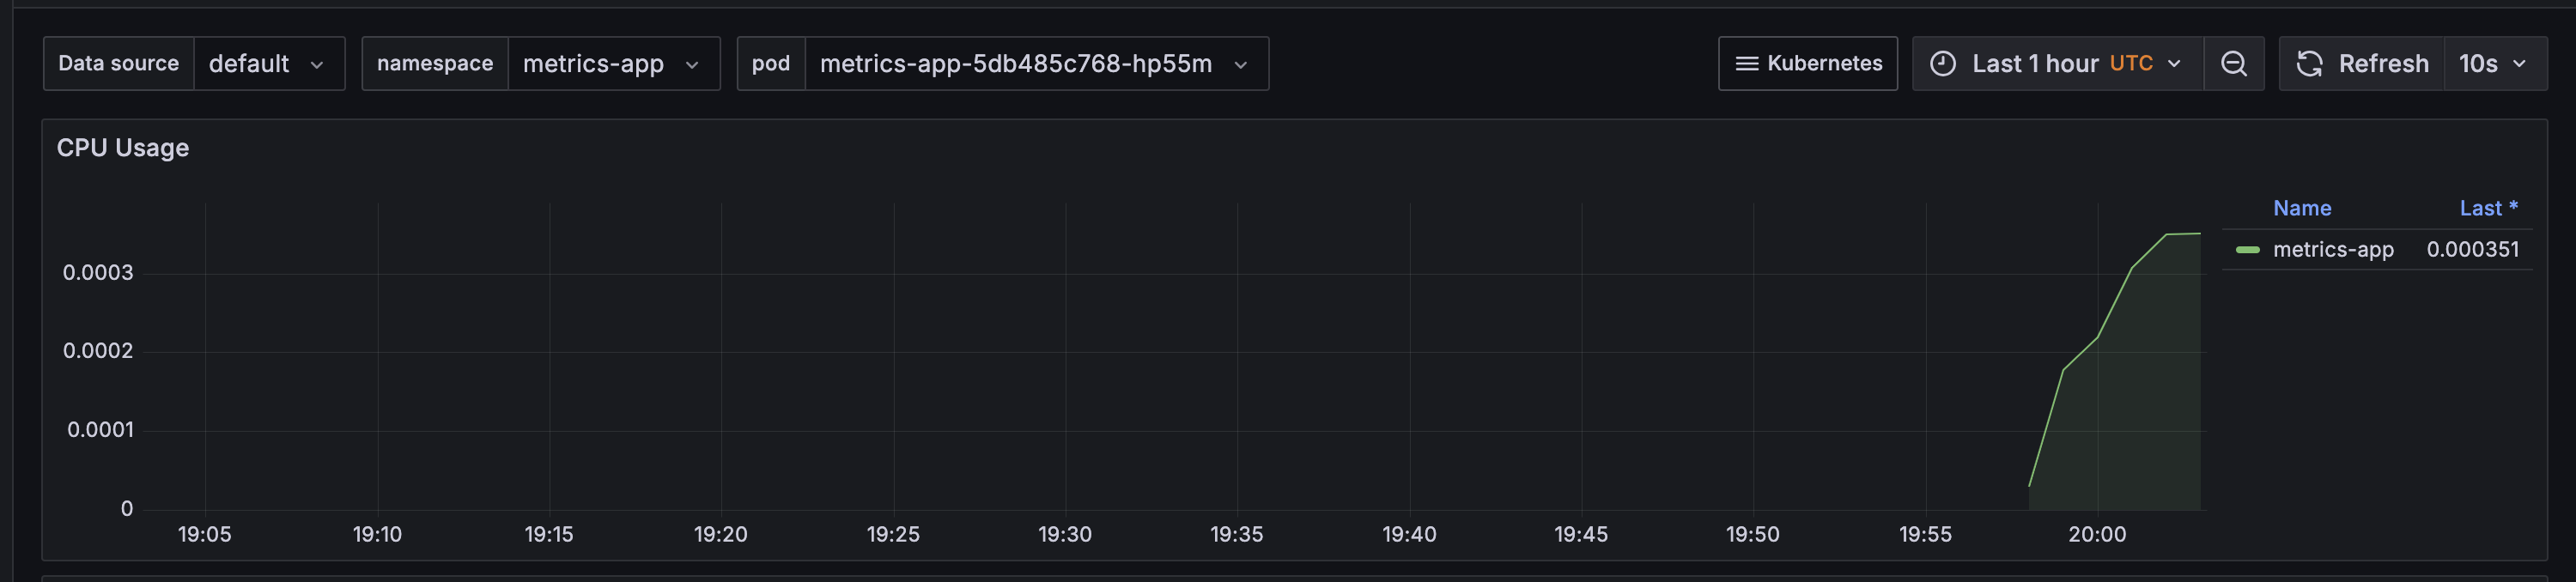 Data source default namespace metrics-app pod metrics-app-5db485c768-hp55m Kubernetes Last 1 hour UTC Refresh 10s
CPU Usage
Name Last *
metrics-app 0.000351
0.0003
0.0002
0.0001
0
19:05 19:10 19:15 19:20 19:25 19:30 19:35 19:40 19:45 19:50 19:55 20:00